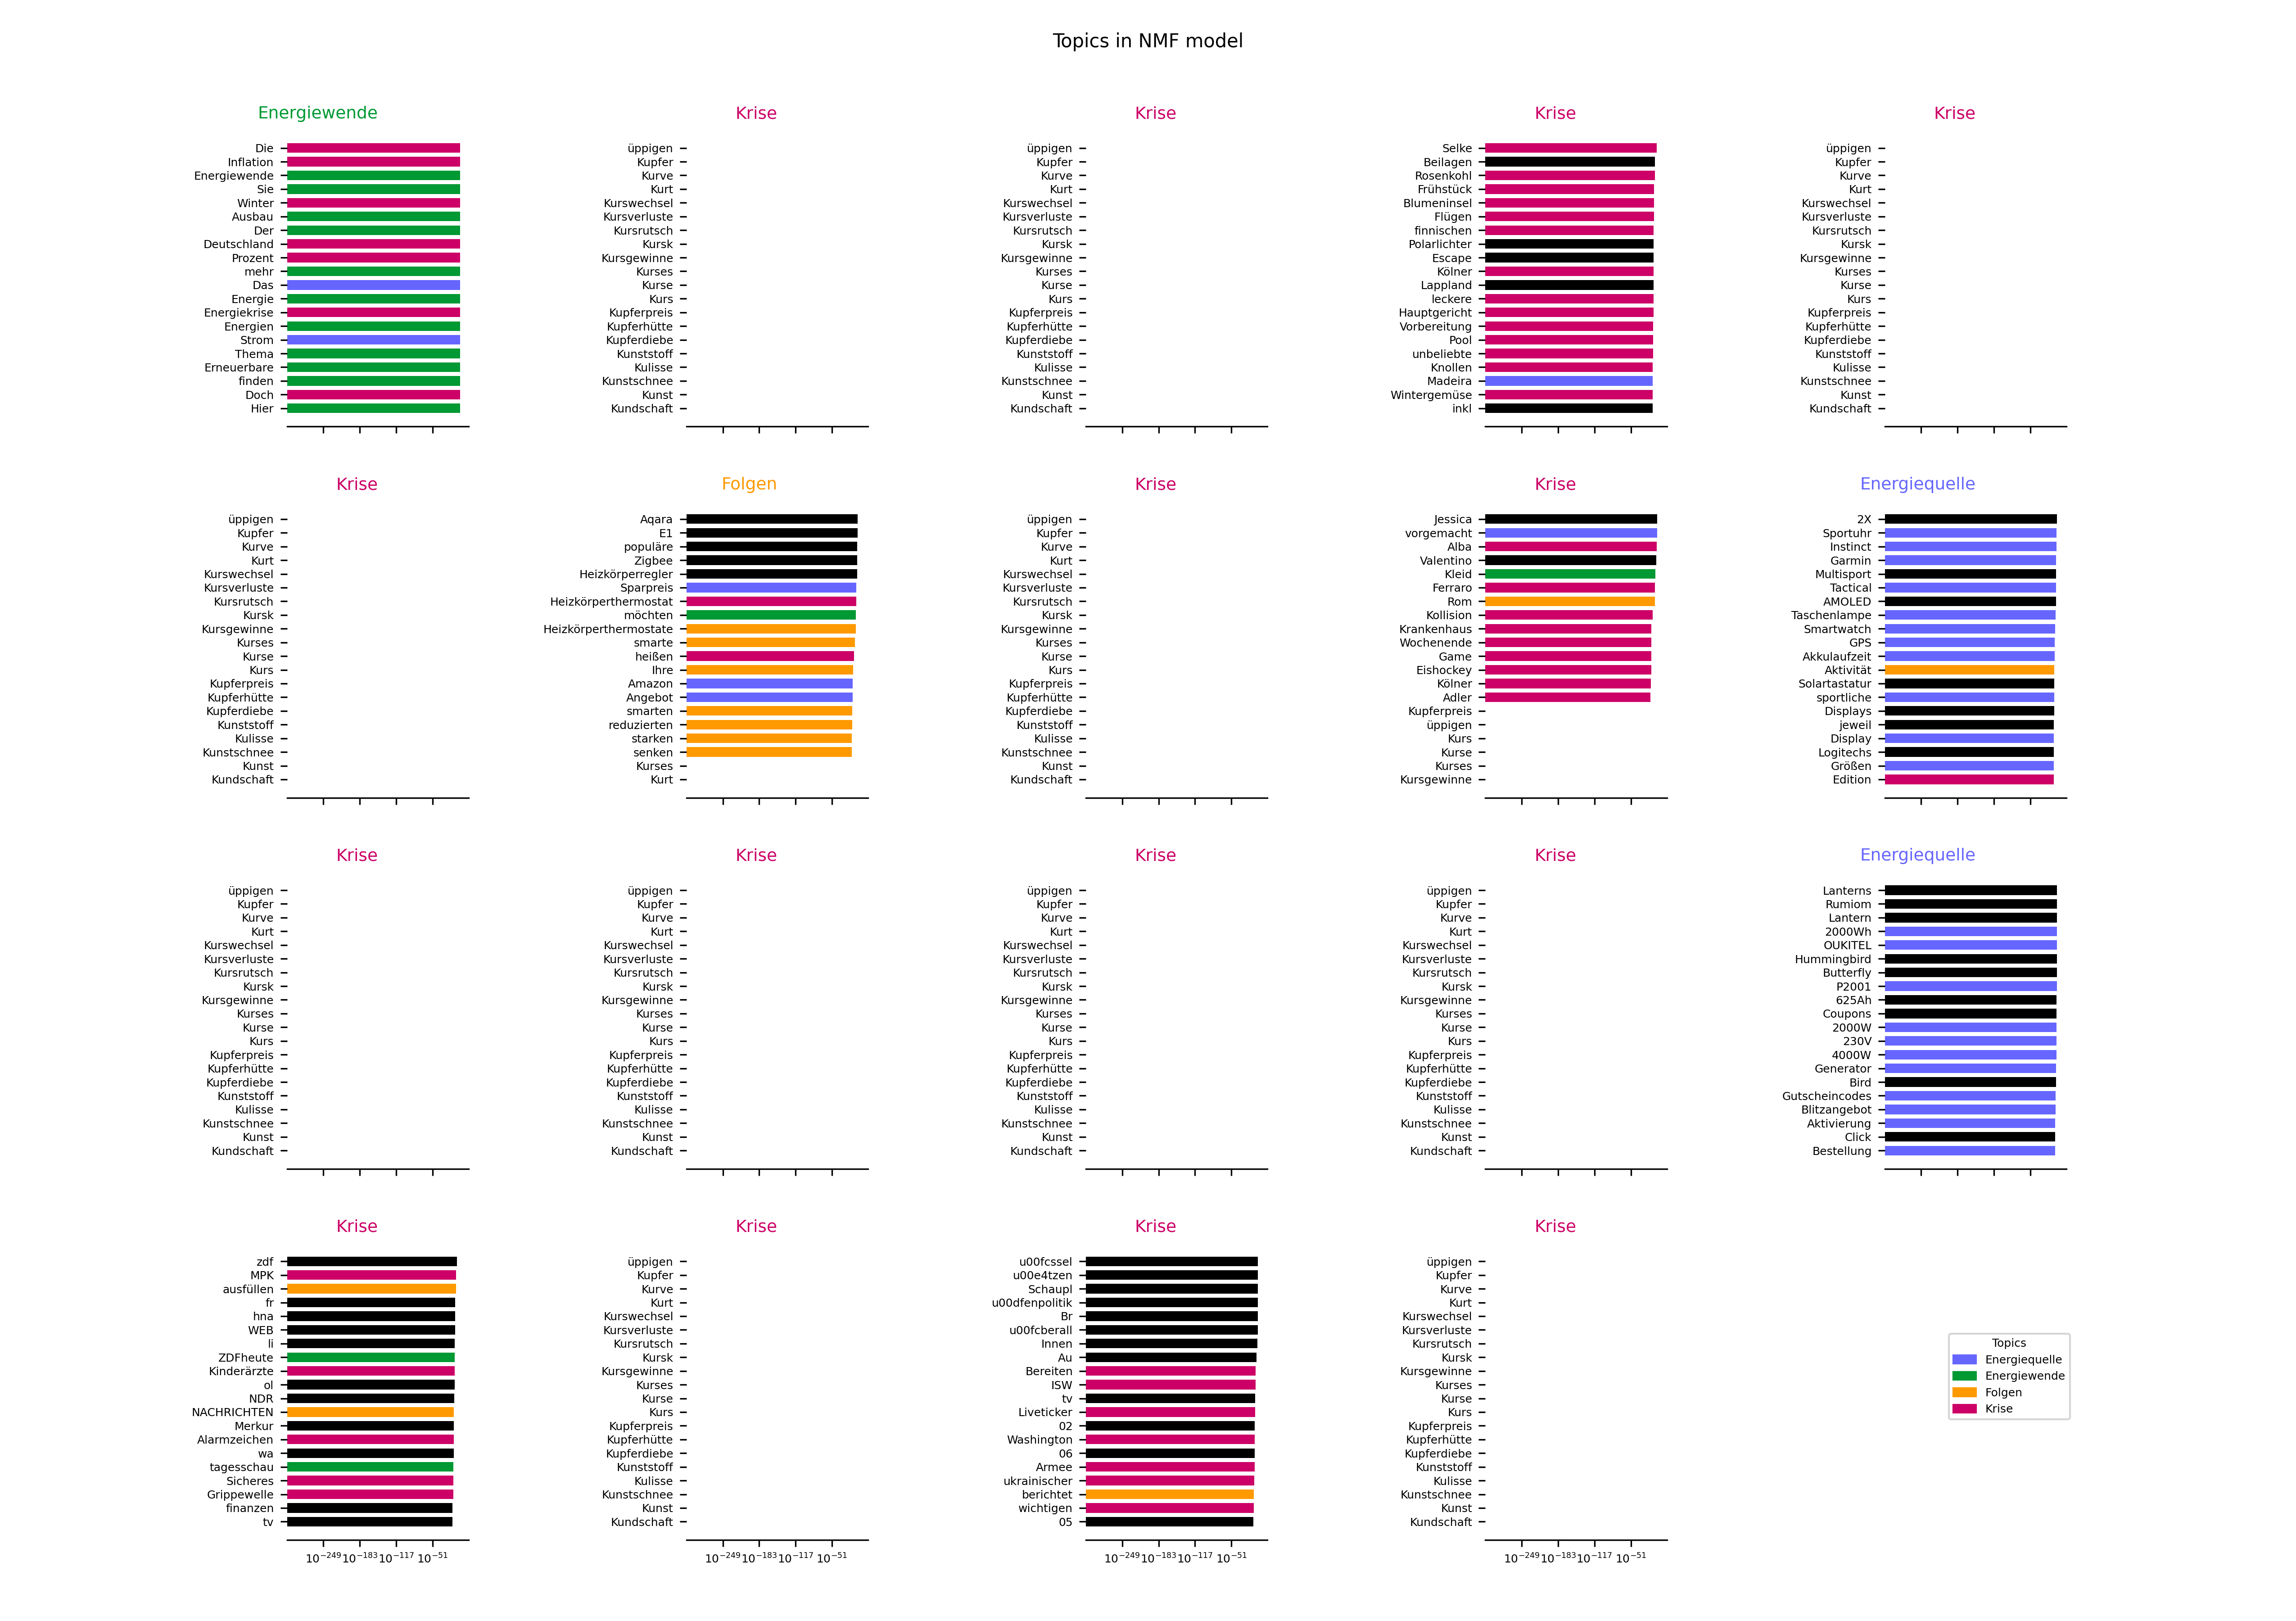 Topics in NMF model
Energiewende
Die
Inflation
Energiewende
Sie
Winter
Ausbau
Der
Deutschland
Prozent
mehr
Das
Energie
Energiekrise
Energien
Strom
Thema
Erneuerbare
finden
Doch
Hier
Krise
üppigen
Kupfer
Kurve
Kurt
Kurswechsel
Kursverluste
Kursrutsch
Kursk
Kursgewinne
Kurses
Kurse
Kurs
Kupferpreis
Kupferhütte
Kupferdiebe
Kunststoff
Kulisse
Kunstschnee
Kunst
Kundschaft
Krise
üppigen
Kupfer
Kurve
Kurt
Kurswechsel
Kursverluste
Kursrutsch
Kursk
Kursgewinne
Kurses
Kurse
Kurs
Kupferpreis
Kupferhütte
Kupferdiebe
Kunststoff
Kulisse
Kunstschnee
Kunst
Kundschaft
Krise
Selke
Beilagen
Rosenkohl
Frühstück
Blumeninsel
Flügen
finnischen
Polarlichter
Escape
Kölner
Lappland
leckere
Hauptgericht
Vorbereitung
Pool
unbeliebte
Knollen
Madeira
Wintergemüse
inkl
Krise
üppigen
Kupfer
Kurve
Kurt
Kurswechsel
Kursverluste
Kursrutsch
Kursk
Kursgewinne
Kurses
Kurse
Kurs
Kupferpreis
Kupferhütte
Kupferdiebe
Kunststoff
Kulisse
Kunstschnee
Kunst
Kundschaft
Krise
üppigen
Kupfer
Kurve
Kurt
Kurswechsel
Kursverluste
Kursrutsch
Kursk
Kursgewinne
Kurses
Kurse
Kurs
Kupferpreis
Kupferhütte
Kupferdiebe
Kunststoff
Kulisse
Kunstschnee
Kunst
Kundschaft
Folgen
Aqara
E1
populäre
Zigbee
Heizkörperregler
Sparpreis
Heizkörperthermostat
möchten
Heizkörperthermostate
smarte
heißen
Ihre
Amazon
Angebot
smarten
reduzierten
starken
senken
Kurses
Kurt
Krise
üppigen
Kupfer
Kurve
Kurt
Kurswechsel
Kursverluste
Kursrutsch
Kursk
Kursgewinne
Kurses
Kurse
Kurs
Kupferpreis
Kupferhütte
Kupferdiebe
Kunststoff
Kulisse
Kunstschnee
Kunst
Kundschaft
Krise
Jessica
vorgemacht
Alba
Valentino
Kleid
Ferraro
Rom
Kollision
Krankenhaus
Wochenende
Game
Eishockey
Kölner
Adler
Kupferpreis
üppigen
Kurs
Kurse
Kurses
Kursgewinne
Energiequelle
2X
Sportuhr
Instinct
Garmin
Multisport
Tactical
AMOLED
Taschenlampe
Smartwatch
GPS
Akkulaufzeit
Aktivität
Solartastatur
sportliche
Displays
jeweil
Display
Logitechs
Größen
Edition
Krise
üppigen
Kupfer
Kurve
Kurt
Kurswechsel
Kursverluste
Kursrutsch
Kursk
Kursgewinne
Kurses
Kurse
Kurs
Kupferpreis
Kupferhütte
Kupferdiebe
Kunststoff
Kulisse
Kunstschnee
Kunst
Kundschaft
Krise
üppigen
Kupfer
Kurve
Kurt
Kurswechsel
Kursverluste
Kursrutsch
Kursk
Kursgewinne
Kurses
Kurse
Kurs
Kupferpreis
Kupferhütte
Kupferdiebe
Kunststoff
Kulisse
Kunstschnee
Kunst
Kundschaft
Krise
üppigen
Kupfer
Kurve
Kurt
Kurswechsel
Kursverluste
Kursrutsch
Kursk
Kursgewinne
Kurses
Kurse
Kurs
Kupferpreis
Kupferhütte
Kupferdiebe
Kunststoff
Kulisse
Kunstschnee
Kunst
Kundschaft
Krise
üppigen
Kupfer
Kurve
Kurt
Kurswechsel
Kursverluste
Kursrutsch
Kursk
Kursgewinne
Kurses
Kurse
Kurs
Kupferpreis
Kupferhütte
Kupferdiebe
Kunststoff
Kulisse
Kunstschnee
Kunst
Kundschaft
Energiequelle
Lanterns
Rumiom
Lantern
2000Wh
OUKITEL
Hummingbird
Butterfly
P2001
625Ah
Coupons
2000W
230V
4000W
Generator
Bird
Gutscheincodes
Blitzangebot
Aktivierung
Click
Bestellung
Krise
zdf
MPK
ausfüllen
fr
hna
WEB
li
ZDFheute
Kinderärzte
ol
NDR
NACHRICHTEN
Merkur
Alarmzeichen
wa
tagesschau
Sicheres
Grippewelle
finanzen
tv
10^−249 10^−183 10^−117 10^−51
Krise
üppigen
Kupfer
Kurve
Kurt
Kurswechsel
Kursverluste
Kursrutsch
Kursk
Kursgewinne
Kurses
Kurse
Kurs
Kupferpreis
Kupferhütte
Kupferdiebe
Kunststoff
Kulisse
Kunstschnee
Kunst
Kundschaft
10^−249 10^−183 10^−117 10^−51
Krise
u00fcssel
u00e4tzen
Schaupl
u00dfenpolitik
Br
u00fcberall
Innen
Au
Bereiten
ISW
tv
Liveticker
02
Washington
06
Armee
ukrainischer
berichtet
wichtigen
05
10^−249 10^−183 10^−117 10^−51
Krise
üppigen
Kupfer
Kurve
Kurt
Kurswechsel
Kursverluste
Kursrutsch
Kursk
Kursgewinne
Kurses
Kurse
Kurs
Kupferpreis
Kupferhütte
Kupferdiebe
Kunststoff
Kulisse
Kunstschnee
Kunst
Kundschaft
10^−249 10^−183 10^−117 10^−51
Topics
Energiequelle
Energiewende
Folgen
Krise